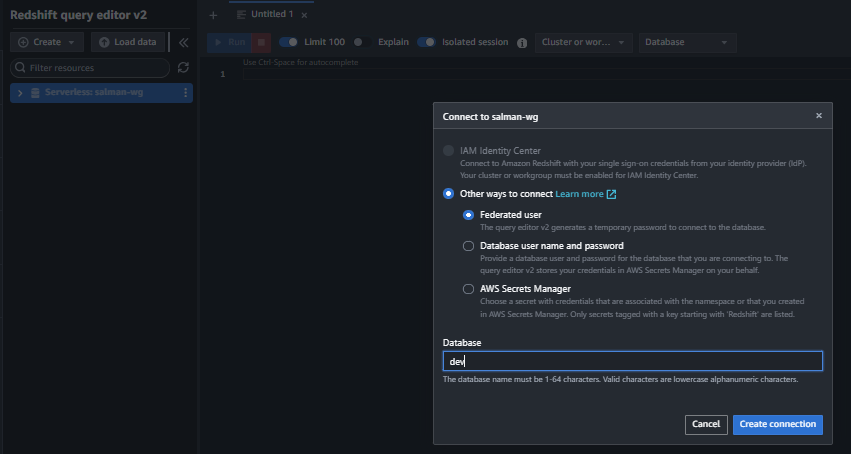 Redshift query editor v2
Create
Load data
Filter resources
Serverless: salman-wg
Untitled 1
Run
Limit 100
Explain
Isolated session
Cluster or wor...
Database
Use Ctrl-Space for autocomplete
1
Connect to salman-wg
IAM Identity Center
Connect to Amazon Redshift with your single sign-on credentials from your identity provider (IdP).
Your cluster or workgroup must be enabled for IAM Identity Center.
Other ways to connect Learn more
Federated user
The query editor v2 generates a temporary password to connect to the database.
Database user name and password
Provide a database user and password for the database that you are connecting to. The
query editor v2 stores your credentials in AWS Secrets Manager on your behalf.
AWS Secrets Manager
Choose a secret with credentials that are associated with the namespace or that you created
in AWS Secrets Manager. Only secrets tagged with a key starting with 'Redshift' are listed.
Database
dev
The database name must be 1-64 characters. Valid characters are lowercase alphanumeric characters.
Cancel
Create connection